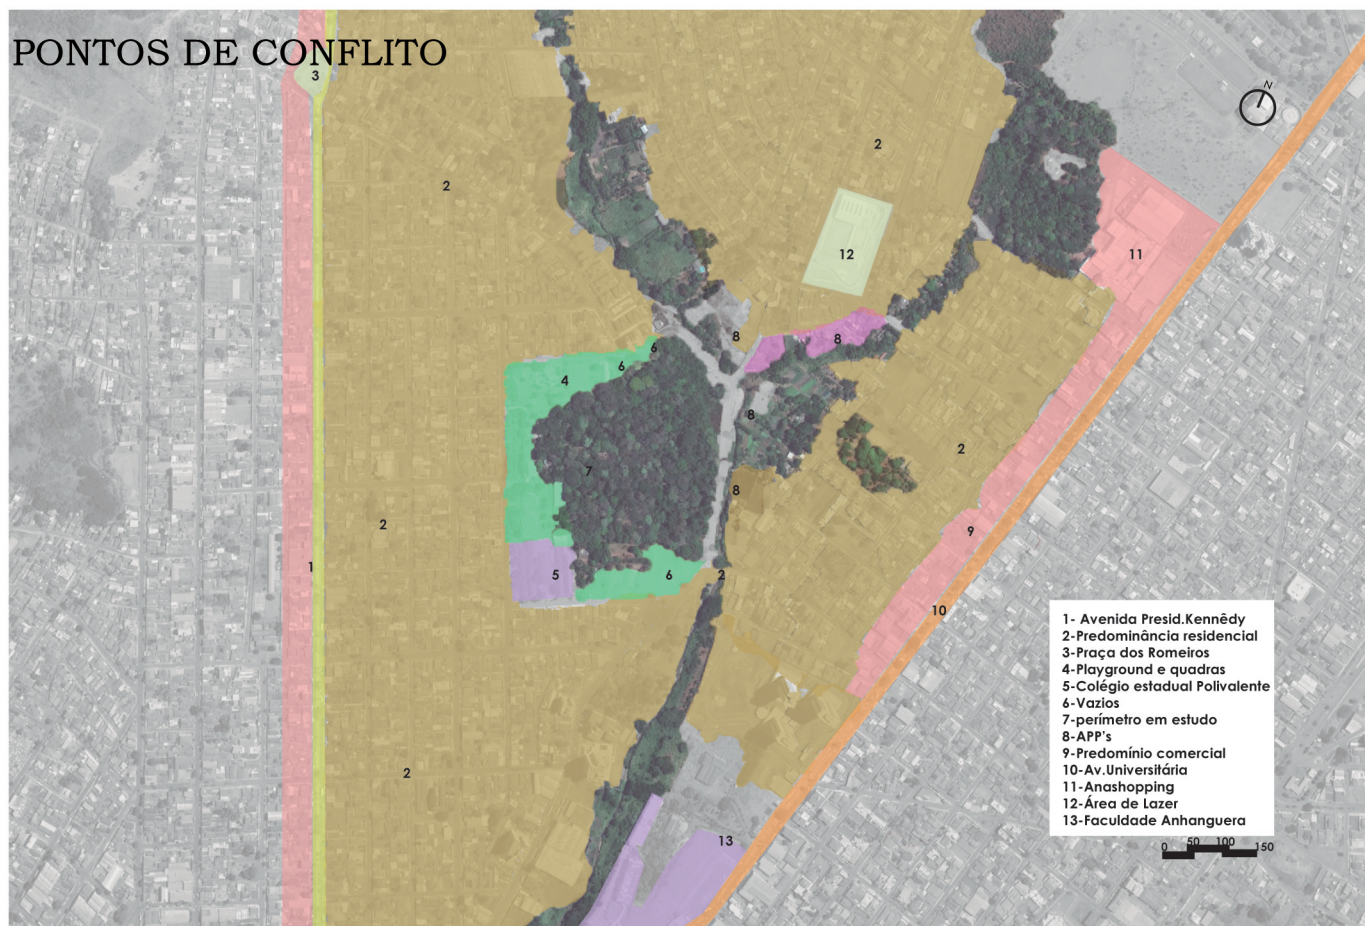 PONTOS DE CONFLITO
3
N
2
2
12
11
8
8
6
6
4
8
2
7
8
2
9
1
5
6
2
10
2
13
1- Avenida Presid.Kennêdy
2-Predominância residencial
3-Praça dos Romeiros
4-Playground e quadras
5-Colégio estadual Polivalente
6-Vazios
7-perímetro em estudo
8-APP's
9-Predomínio comercial
10-Av.Universitária
11-Anashopping
12-Área de Lazer
13-Faculdade Anhanguera
0 50 100 150